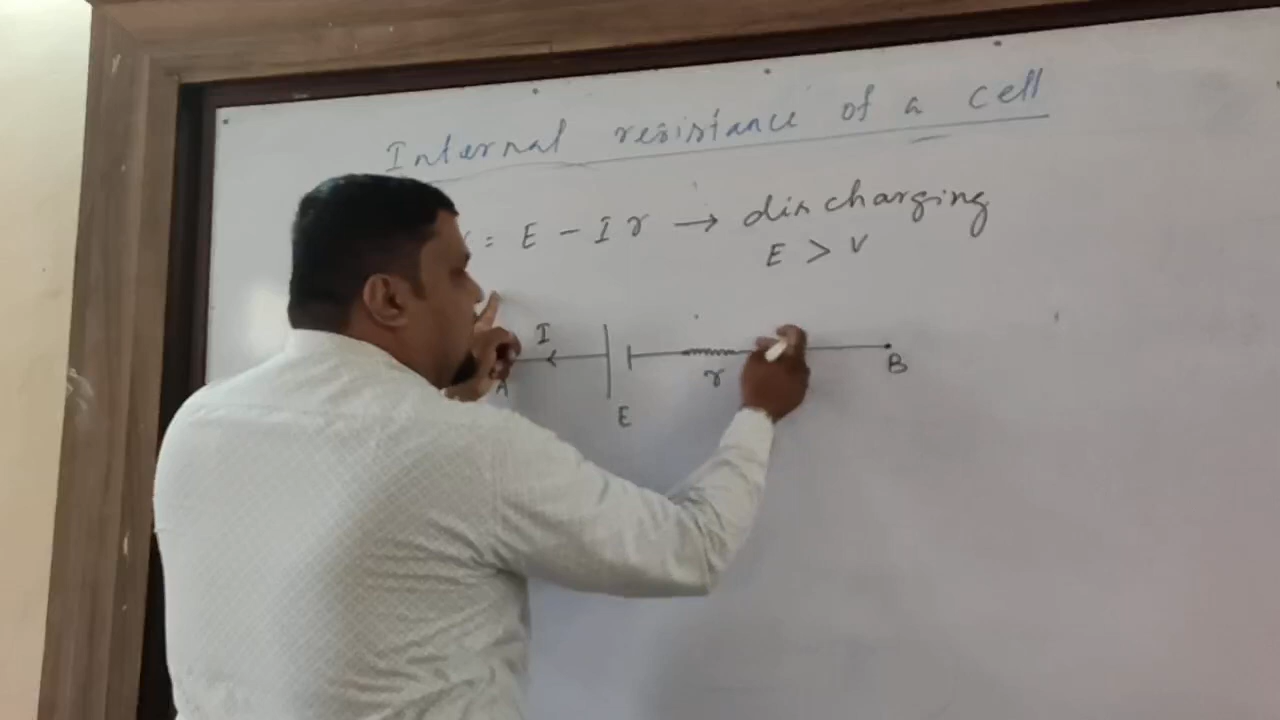 Internal resistance of a cell
= E - I r → discharging
E > V
I
A
r
B
E